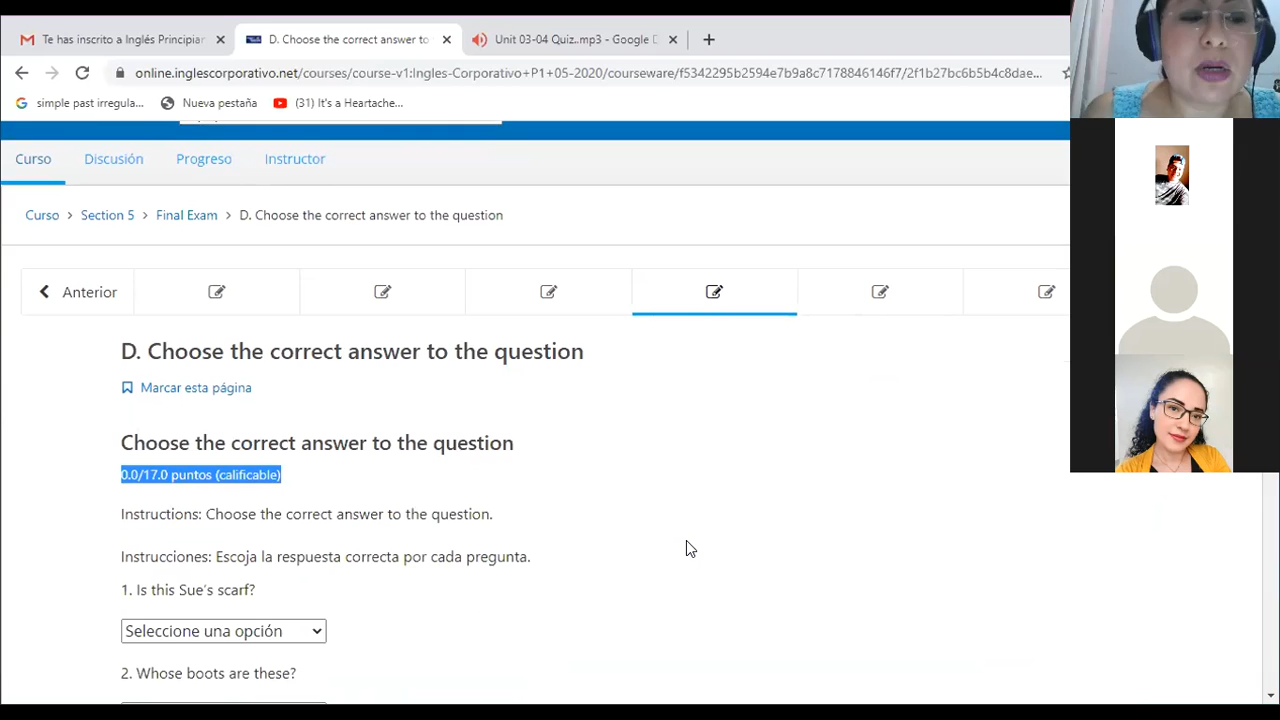 Te has inscrito a Inglés Principian
D. Choose the correct answer to
Unit 03-04 Quiz..mp3 - Google D
online.inglescorporativo.net/courses/course-v1:Ingles-Corporativo+P1+05-2020/courseware/f5342295b2594e7b9a8c7178846146f7/2f1b27bc6b5b4c8dae...
simple past irregula...
Nueva pestaña
(31) It's a Heartache...
Curso
Discusión
Progreso
Instructor
Curso > Section 5 > Final Exam > D. Choose the correct answer to the question
Anterior
D. Choose the correct answer to the question
Marcar esta página
Choose the correct answer to the question
0.0/17.0 puntos (calificable)
Instructions: Choose the correct answer to the question.
Instrucciones: Escoja la respuesta correcta por cada pregunta.
1. Is this Sue's scarf?
Seleccione una opción
2. Whose boots are these?